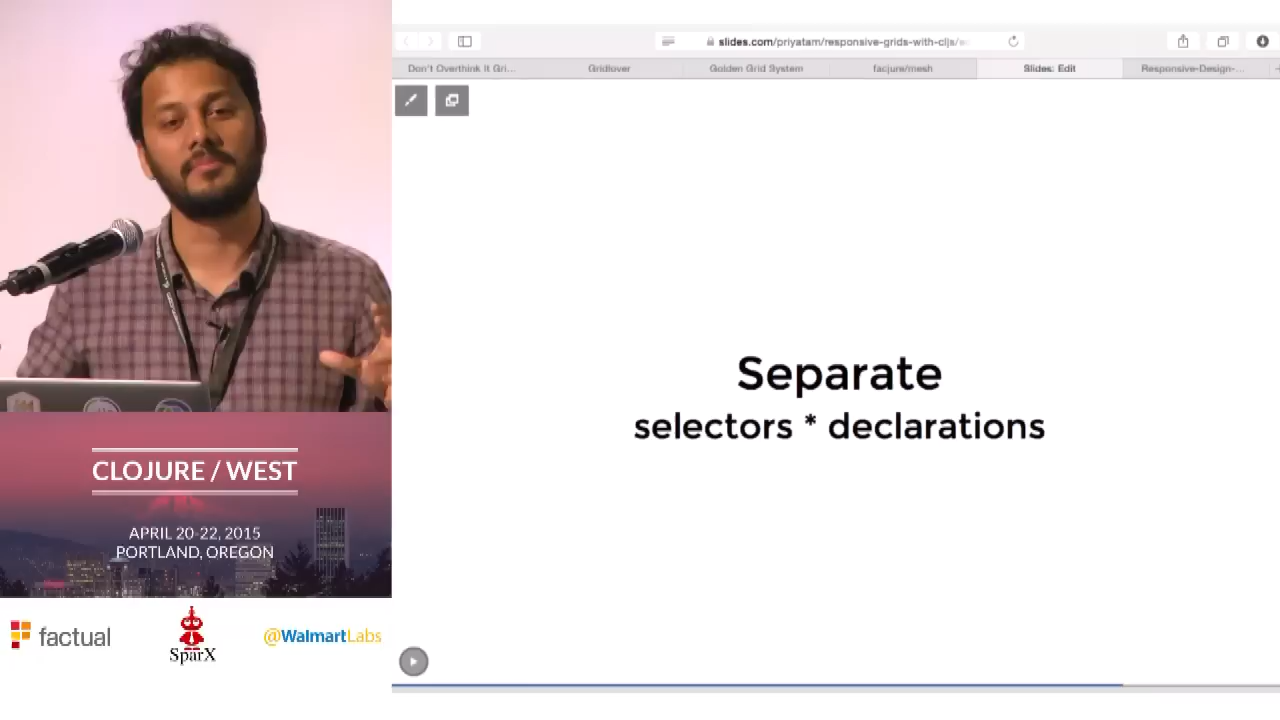 slides.com/priyatam/responsive-grids-with-cljs/
Don't Overthink It Gri...
Gridlover
Golden Grid System
facjure/mesh
Slides: Edit
Responsive-Design-...
Separate
selectors * declarations
CLOJURE / WEST
APRIL 20-22, 2015
PORTLAND, OREGON
factual
SparX
@WalmartLabs